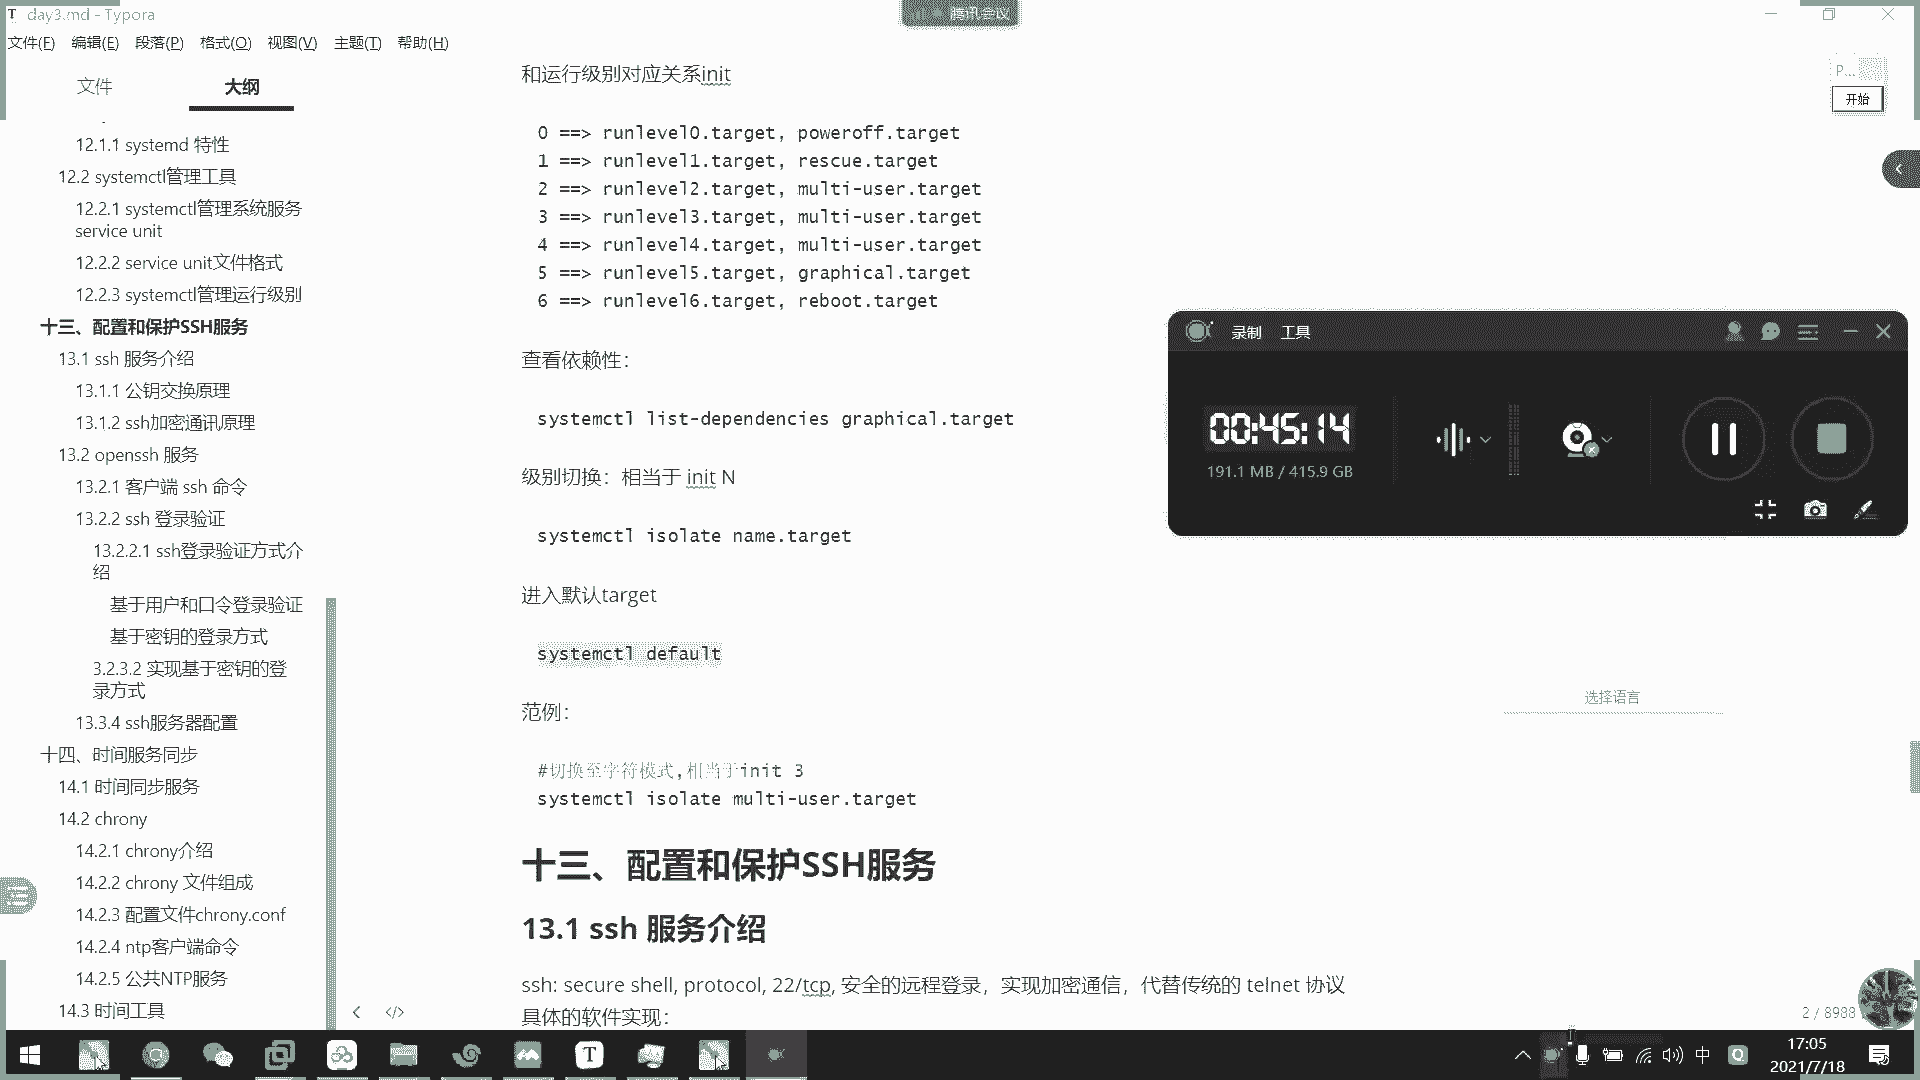 day3.md - Typora
腾讯会议
文件(F) 编辑(E) 段落(P) 格式(O) 视图(V) 主题(T) 帮助(H)
文件 大纲
12.1.1 systemd 特性
12.2 systemctl管理工具
12.2.1 systemctl管理系统服务
service unit
12.2.2 service unit文件格式
12.2.3 systemctl管理运行级别
十三、配置和保护SSH服务
13.1 ssh 服务介绍
13.1.1 公钥交换原理
13.1.2 ssh加密通讯原理
13.2 openssh 服务
13.2.1 客户端 ssh 命令
13.2.2 ssh 登录验证
13.2.2.1 ssh登录验证方式介
绍
基于用户和口令登录验证
基于密钥的登录方式
3.2.3.2 实现基于密钥的登
录方式
13.3.4 ssh服务器配置
十四、时间服务同步
14.1 时间同步服务
14.2 chrony
14.2.1 chrony介绍
14.2.2 chrony 文件组成
14.2.3 配置文件chrony.conf
14.2.4 ntp客户端命令
14.2.5 公共NTP服务
14.3 时间工具
和运行级别对应关系init
0 ==> runlevel0.target, poweroff.target
1 ==> runlevel1.target, rescue.target
2 ==> runlevel2.target, multi-user.target
3 ==> runlevel3.target, multi-user.target
4 ==> runlevel4.target, multi-user.target
5 ==> runlevel5.target, graphical.target
6 ==> runlevel6.target, reboot.target
查看依赖性：
systemctl list-dependencies graphical.target
级别切换：相当于 init N
systemctl isolate name.target
进入默认target
systemctl default
范例：
#切换至字符模式,相当于init 3
systemctl isolate multi-user.target
十三、配置和保护SSH服务
13.1 ssh 服务介绍
ssh: secure shell, protocol, 22/tcp, 安全的远程登录，实现加密通信，代替传统的 telnet 协议
具体的软件实现：
P...
开始
录制 工具
00:45:14
191.1 MB / 415.9 GB
选择语言
2 / 8988
中
17:05
2021/7/18